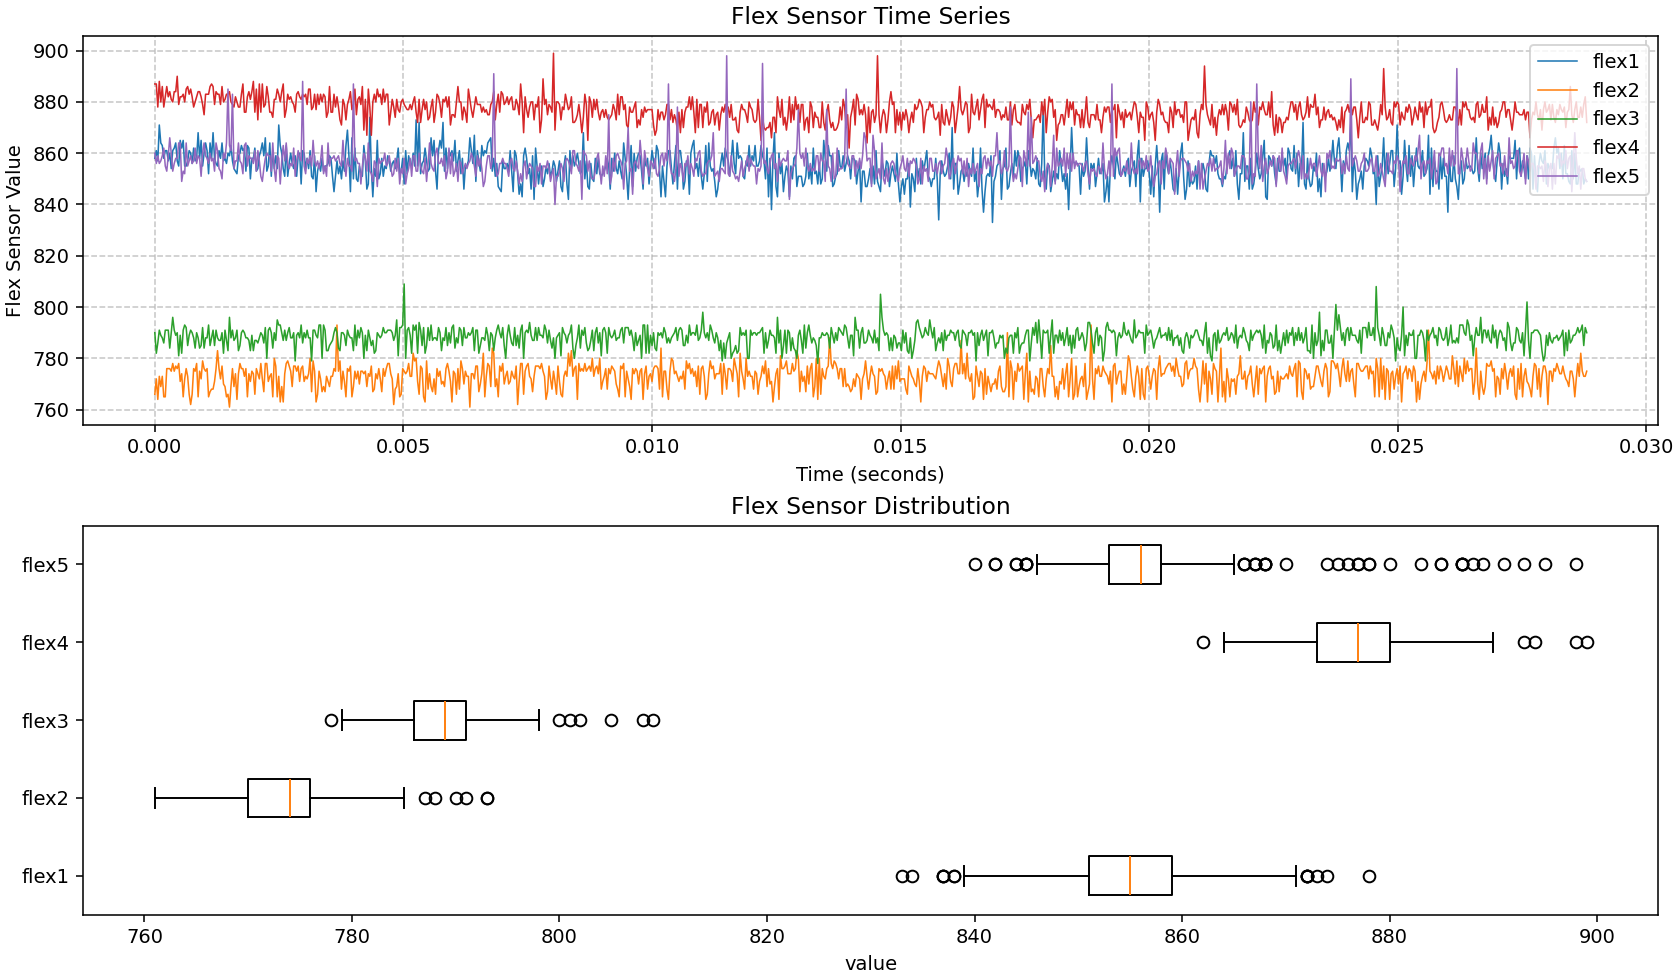 Flex Sensor Time Series
Flex Sensor Value
900
880
860
840
820
800
780
760
flex1
flex2
flex3
flex4
flex5
0.000 0.005 0.010 0.015 0.020 0.025 0.030
Time (seconds)
Flex Sensor Distribution
flex5
flex4
flex3
flex2
flex1
760 780 800 820 840 860 880 900
value